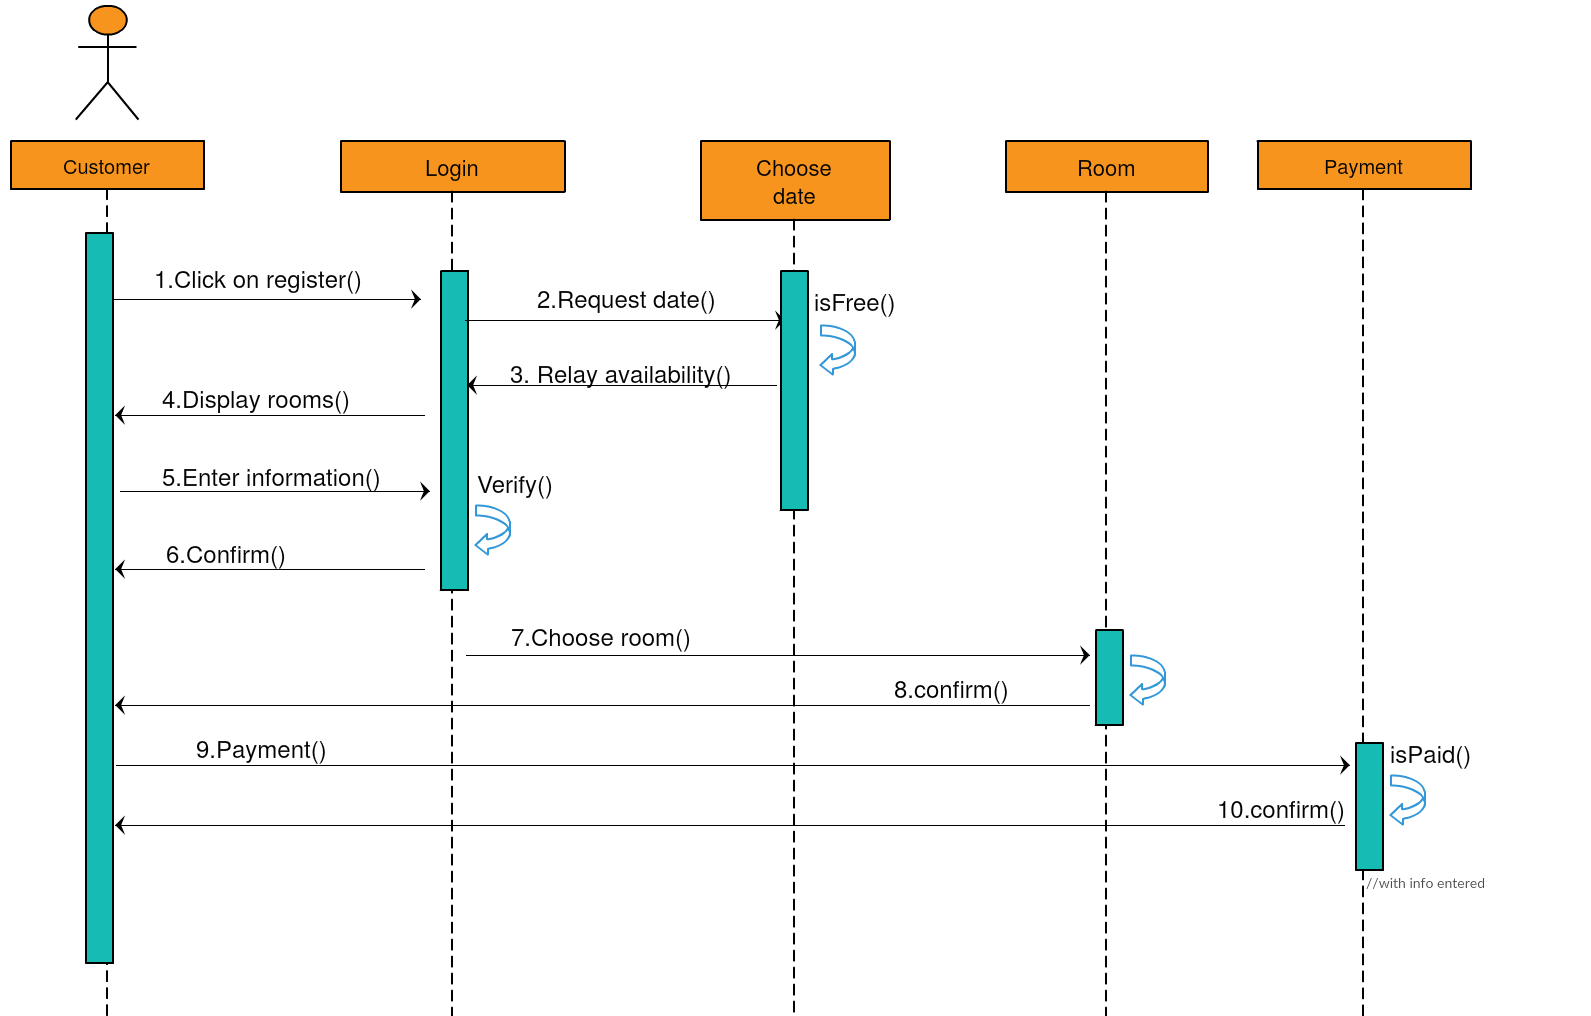 Customer
Login
Choose
date
Room
Payment
1.Click on register()
2.Request date()
isFree()
3. Relay availability()
4.Display rooms()
5.Enter information()
Verify()
6.Confirm()
7.Choose room()
8.confirm()
9.Payment()
isPaid()
10.confirm()
//with info entered